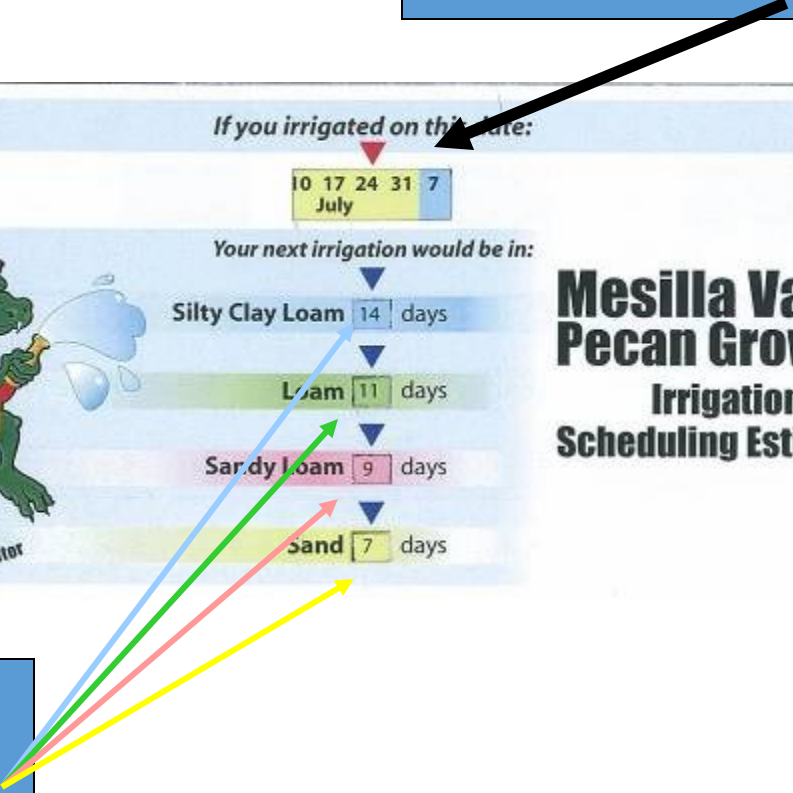 If you irrigated on this date:
10 17 24 31 7
July
Your next irrigation would be in:
Silty Clay Loam 14 days
Loam 11 days
Sandy Loam 9 days
Sand 7 days
Mesilla Va
Pecan Grow
Irrigation
Scheduling Est
tor